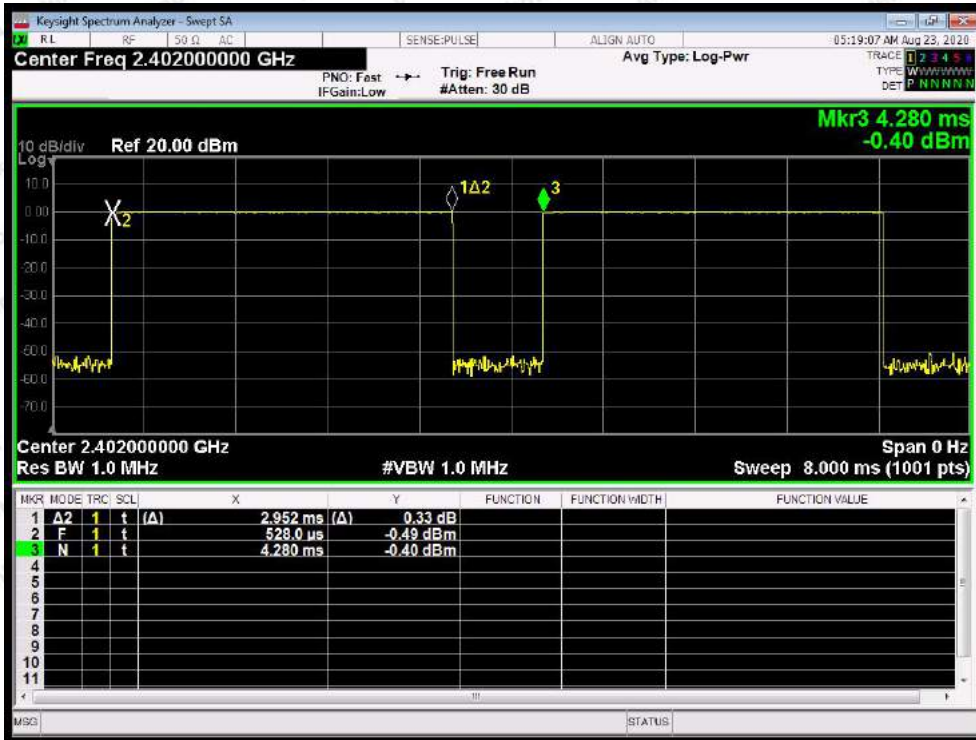 Keysight Spectrum Analyzer - Swept SA
RL RF 50 Ω AC SENSE:PULSE ALIGN AUTO 05:19:07 AM Aug 23, 2020
Center Freq 2.402000000 GHz Avg Type: Log-Pwr TRACE 1 2 3 4 5 6
PNO: Fast Trig: Free Run TYPE WWWWWW
IFGain:Low #Atten: 30 dB DET P N N N N N
Mkr3 4.280 ms
10 dB/div Ref 20.00 dBm -0.40 dBm
Log
10.0
1Δ2 3
0.00
2
-10.0
-20.0
-30.0
-40.0
-50.0
-60.0
-70.0
Center 2.402000000 GHz Span 0 Hz
Res BW 1.0 MHz #VBW 1.0 MHz Sweep 8.000 ms (1001 pts)
MKR MODE TRC SCL X Y FUNCTION FUNCTION WIDTH FUNCTION VALUE
1 Δ2 1 t (Δ) 2.952 ms (Δ) 0.33 dB
2 F 1 t 528.0 µs -0.49 dBm
3 N 1 t 4.280 ms -0.40 dBm
4
5
6
7
8
9
10
11
MSG STATUS